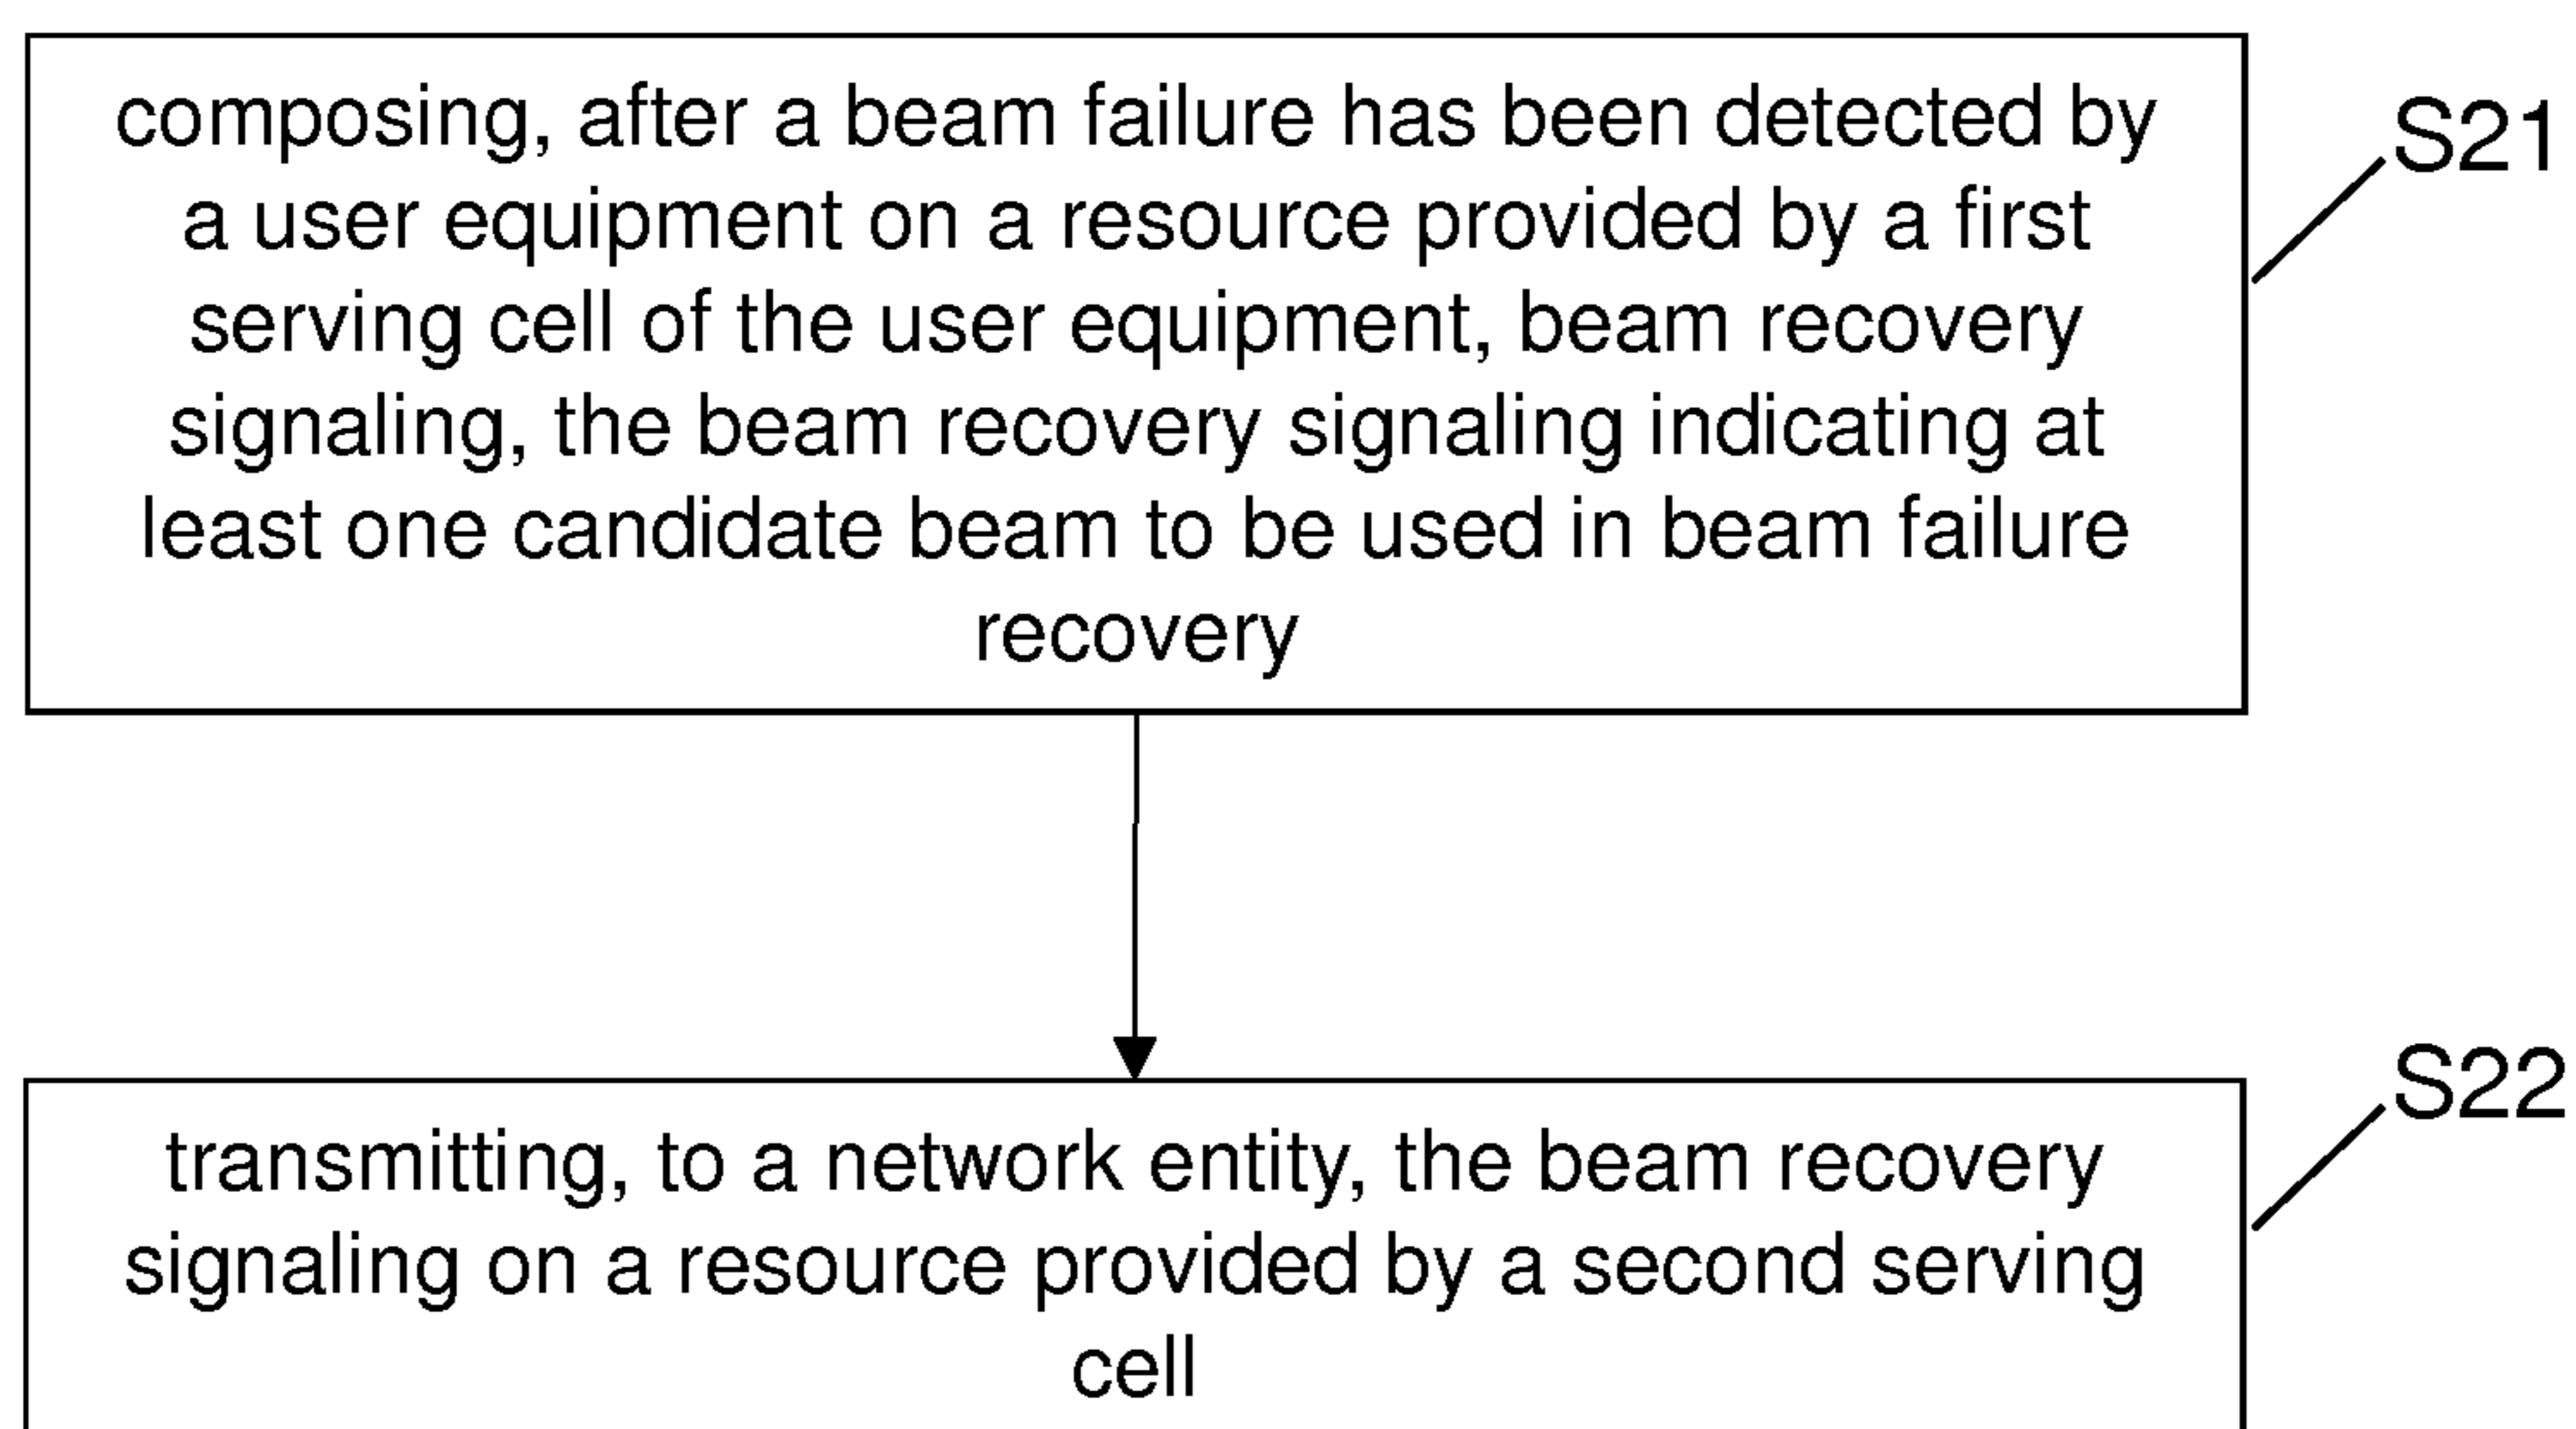 composing, after a beam failure has been detected by
a user equipment on a resource provided by a first
serving cell of the user equipment, beam recovery
signaling, the beam recovery signaling indicating at
least one candidate beam to be used in beam failure
recovery
S21
transmitting, to a network entity, the beam recovery
signaling on a resource provided by a second serving
cell
S22